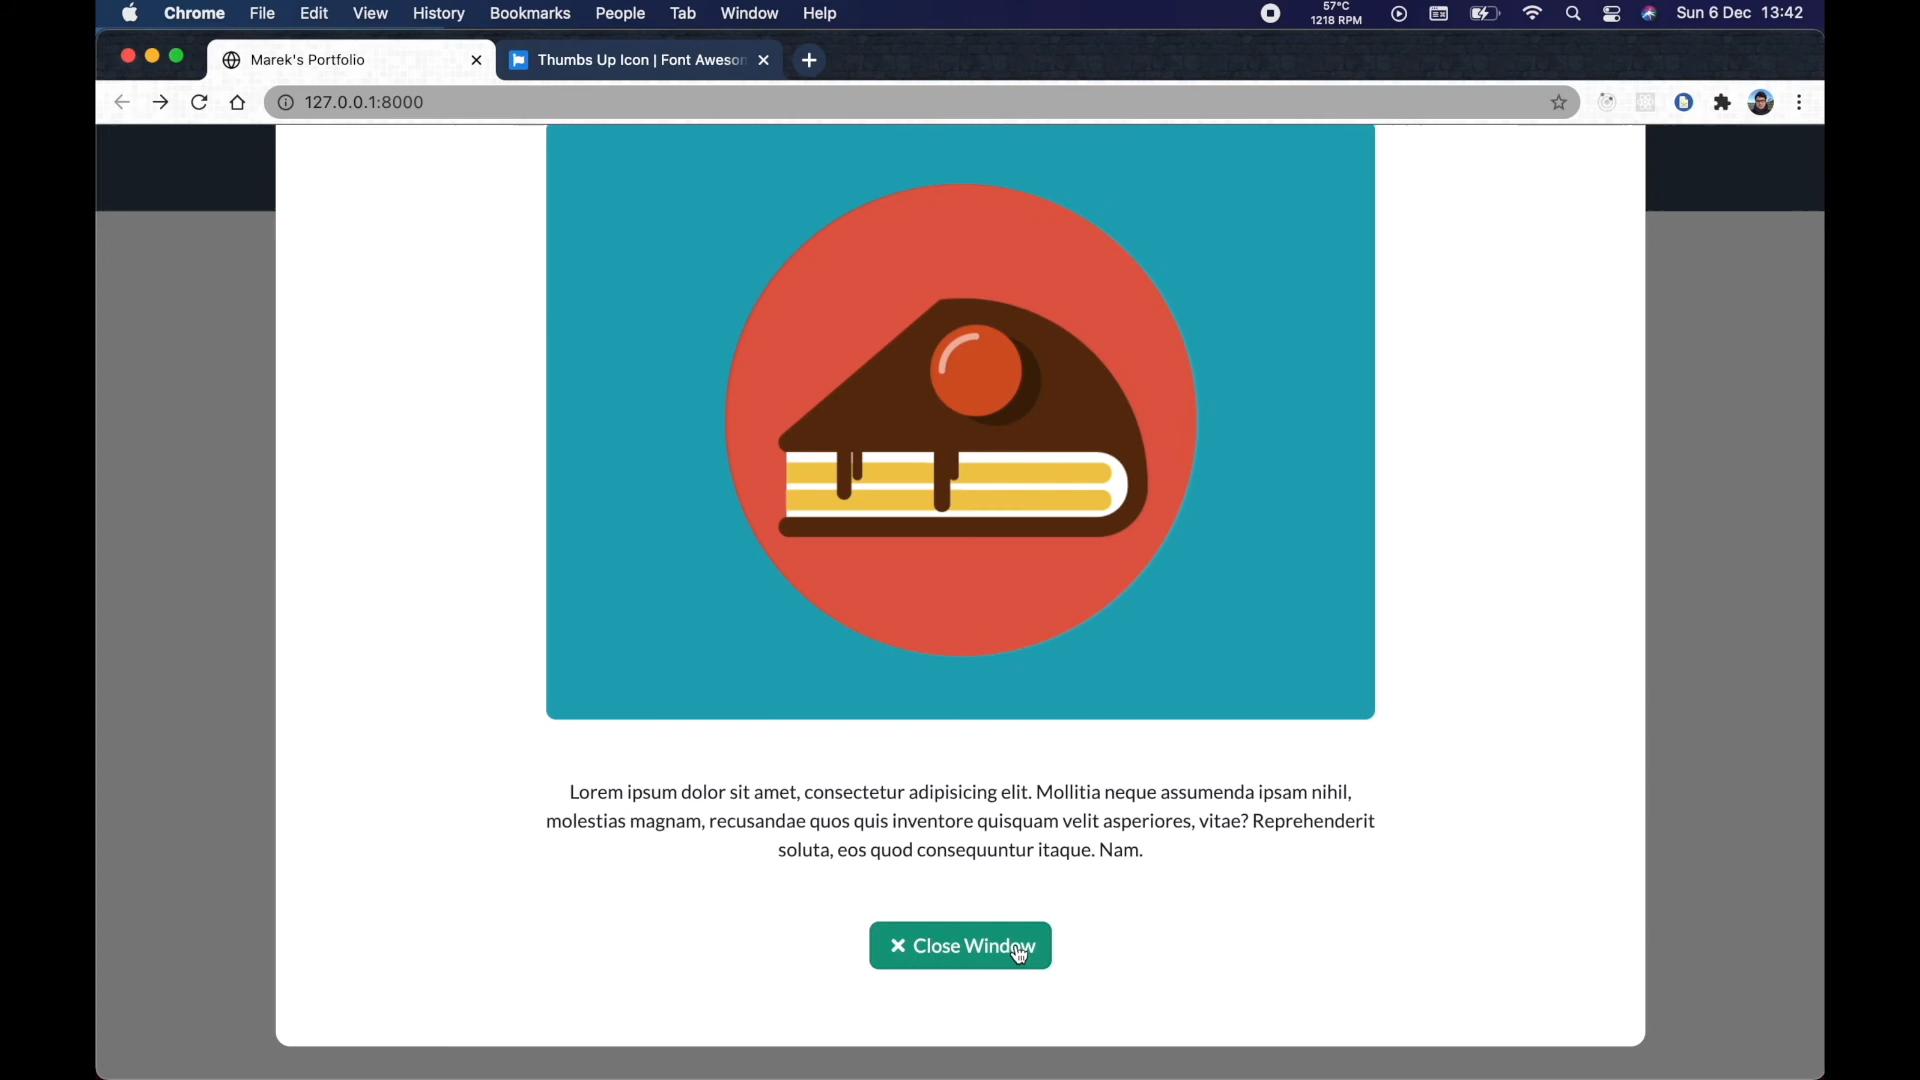 Chrome File Edit View History Bookmarks People Tab Window Help
57°C
1218 RPM
Sun 6 Dec 13:42
Marek's Portfolio
Thumbs Up Icon | Font Aweson
127.0.0.1:8000
Lorem ipsum dolor sit amet, consectetur adipisicing elit. Mollitia neque assumenda ipsam nihil,
molestias magnam, recusandae quos quis inventore quisquam velit asperiores, vitae? Reprehenderit
soluta, eos quod consequuntur itaque. Nam.
Close Window